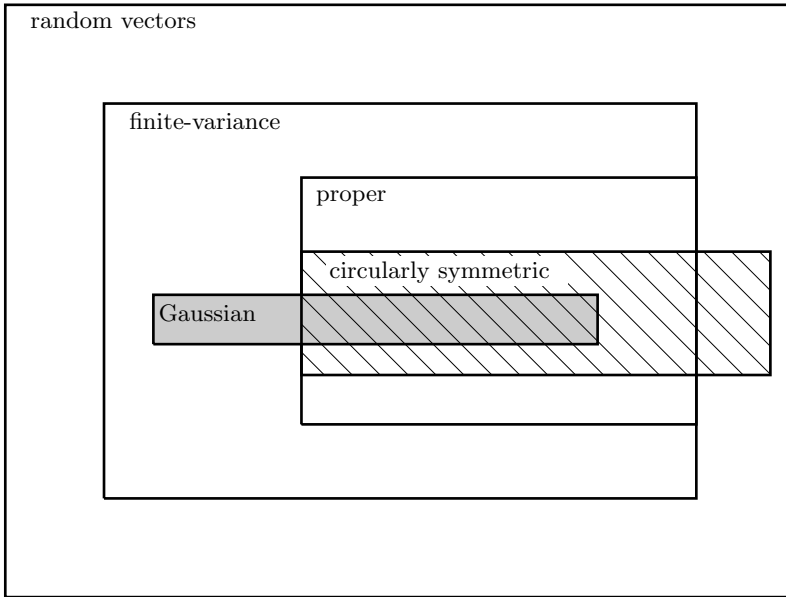 random vectors
finite-variance
proper
circularly symmetric
Gaussian